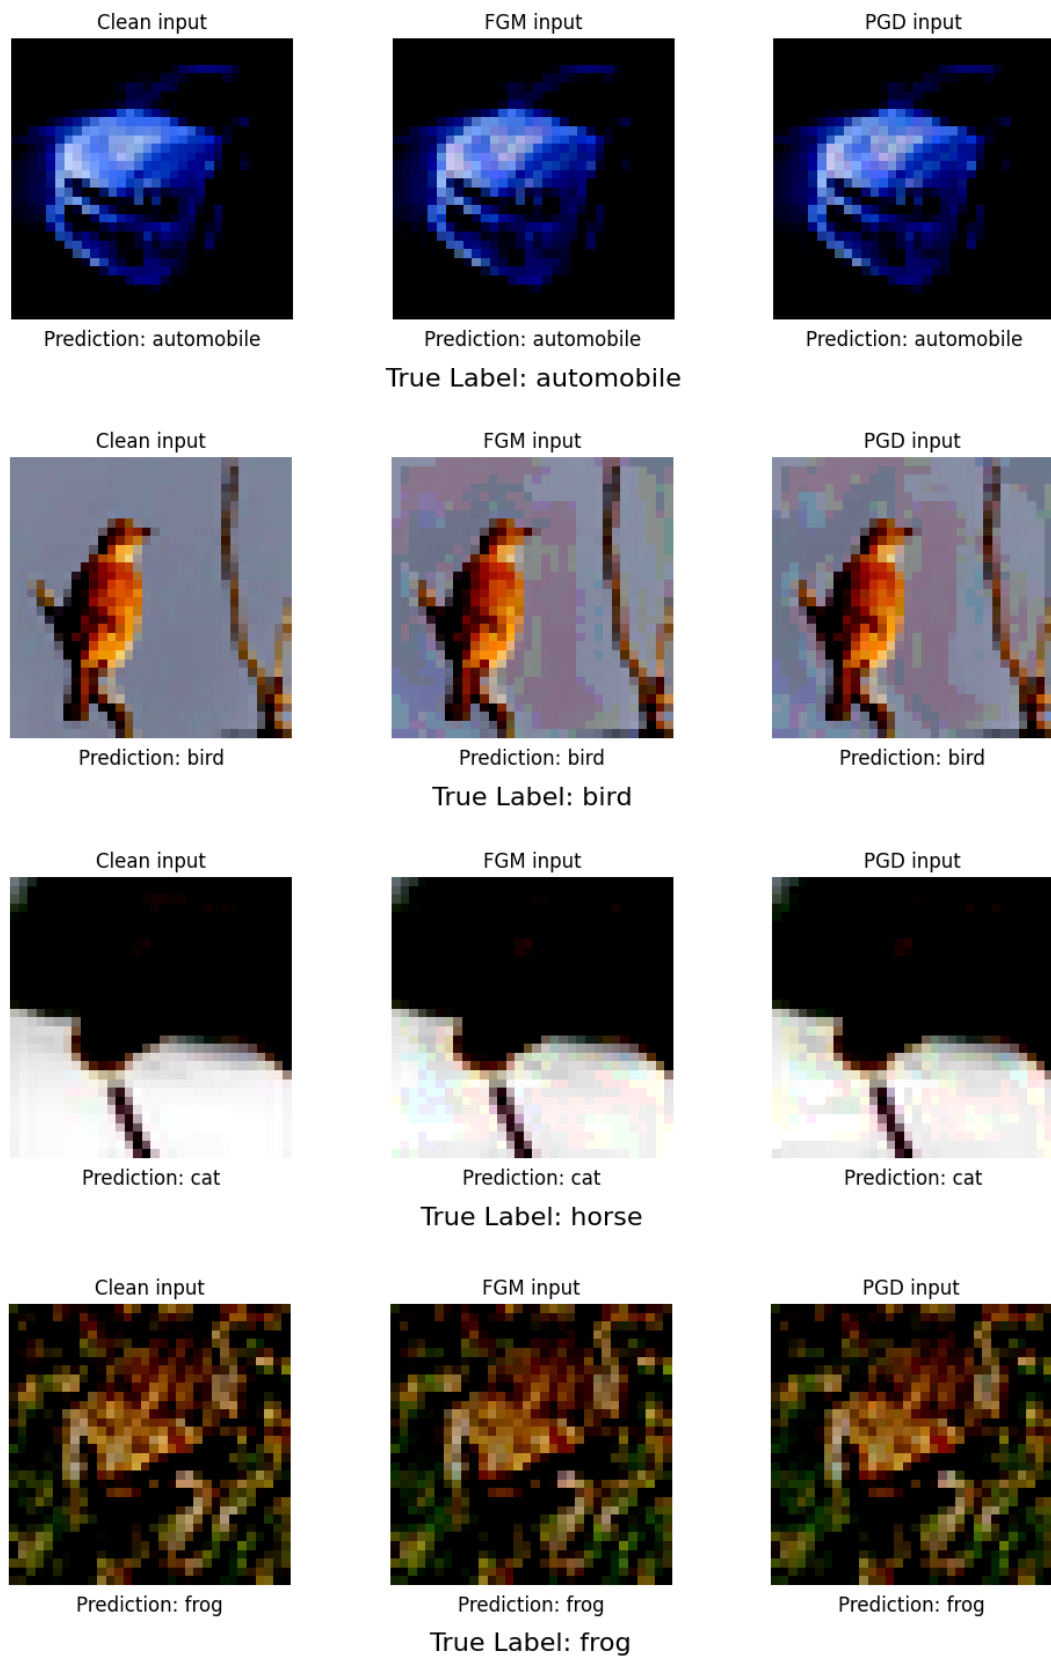 Clean input FGM input PGD input
Prediction: automobile Prediction: automobile Prediction: automobile
True Label: automobile
Clean input FGM input PGD input
Prediction: bird Prediction: bird Prediction: bird
True Label: bird
Clean input FGM input PGD input
Prediction: cat Prediction: cat Prediction: cat
True Label: horse
Clean input FGM input PGD input
Prediction: frog Prediction: frog Prediction: frog
True Label: frog